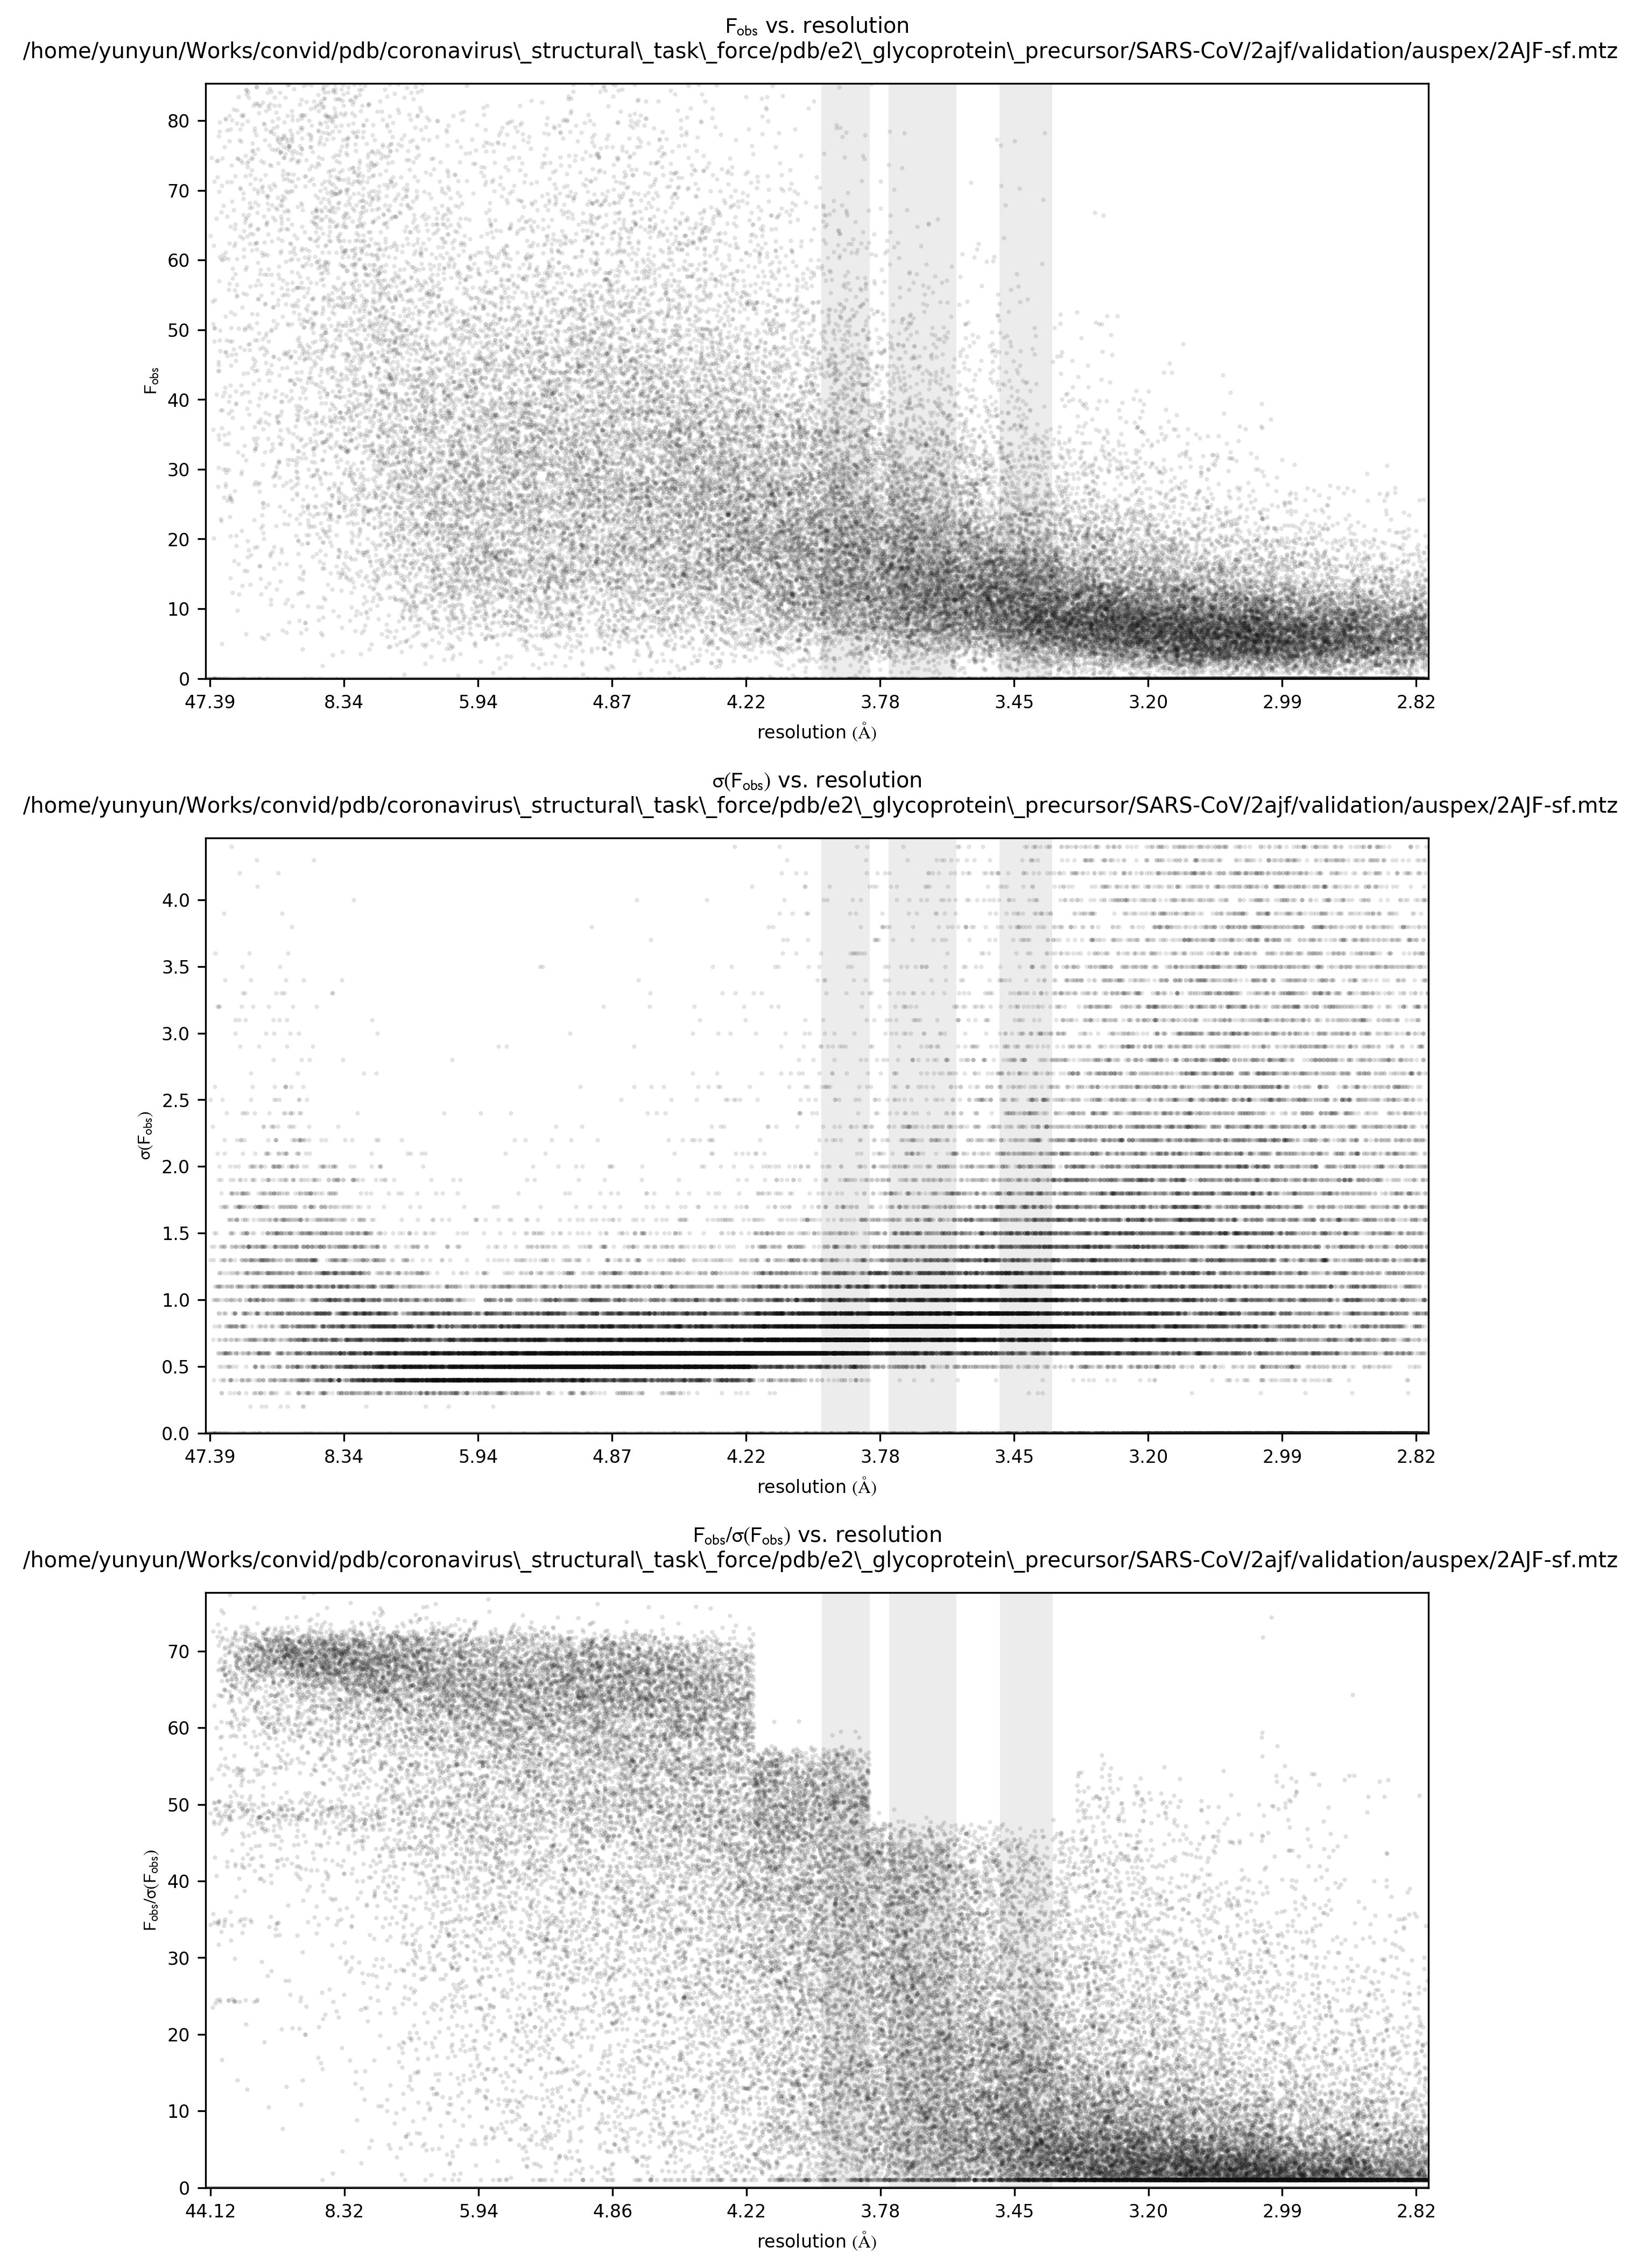 Fobs vs. resolution
/home/yunyun/Works/convid/pdb/coronavirus\_structural\_task\_force/pdb/e2\_glycoprotein\_precursor/SARS-CoV/2ajf/validation/auspex/2AJF-sf.mtz
80
70
60
50
40
30
20
10
0
Fobs
47.39 8.34 5.94 4.87 4.22 3.78 3.45 3.20 2.99 2.82
resolution (Å)
σ(Fobs) vs. resolution
/home/yunyun/Works/convid/pdb/coronavirus\_structural\_task\_force/pdb/e2\_glycoprotein\_precursor/SARS-CoV/2ajf/validation/auspex/2AJF-sf.mtz
4.0
3.5
3.0
2.5
2.0
1.5
1.0
0.5
0.0
σ(Fobs)
47.39 8.34 5.94 4.87 4.22 3.78 3.45 3.20 2.99 2.82
resolution (Å)
Fobs/σ(Fobs) vs. resolution
/home/yunyun/Works/convid/pdb/coronavirus\_structural\_task\_force/pdb/e2\_glycoprotein\_precursor/SARS-CoV/2ajf/validation/auspex/2AJF-sf.mtz
70
60
50
40
30
20
10
0
Fobs/σ(Fobs)
44.12 8.32 5.94 4.86 4.22 3.78 3.45 3.20 2.99 2.82
resolution (Å)